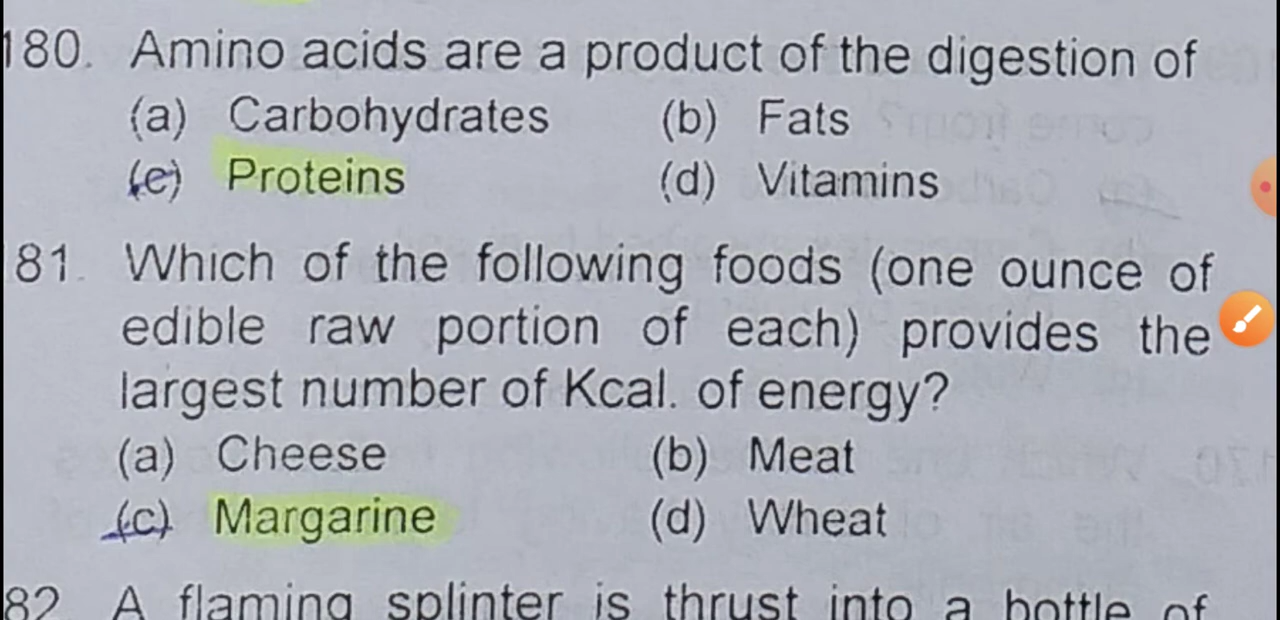 180. Amino acids are a product of the digestion of
(a) Carbohydrates (b) Fats
(c) Proteins (d) Vitamins
81. Which of the following foods (one ounce of
edible raw portion of each) provides the
largest number of Kcal. of energy?
(a) Cheese (b) Meat
(c) Margarine (d) Wheat
82 A flaming splinter is thrust into a bottle of